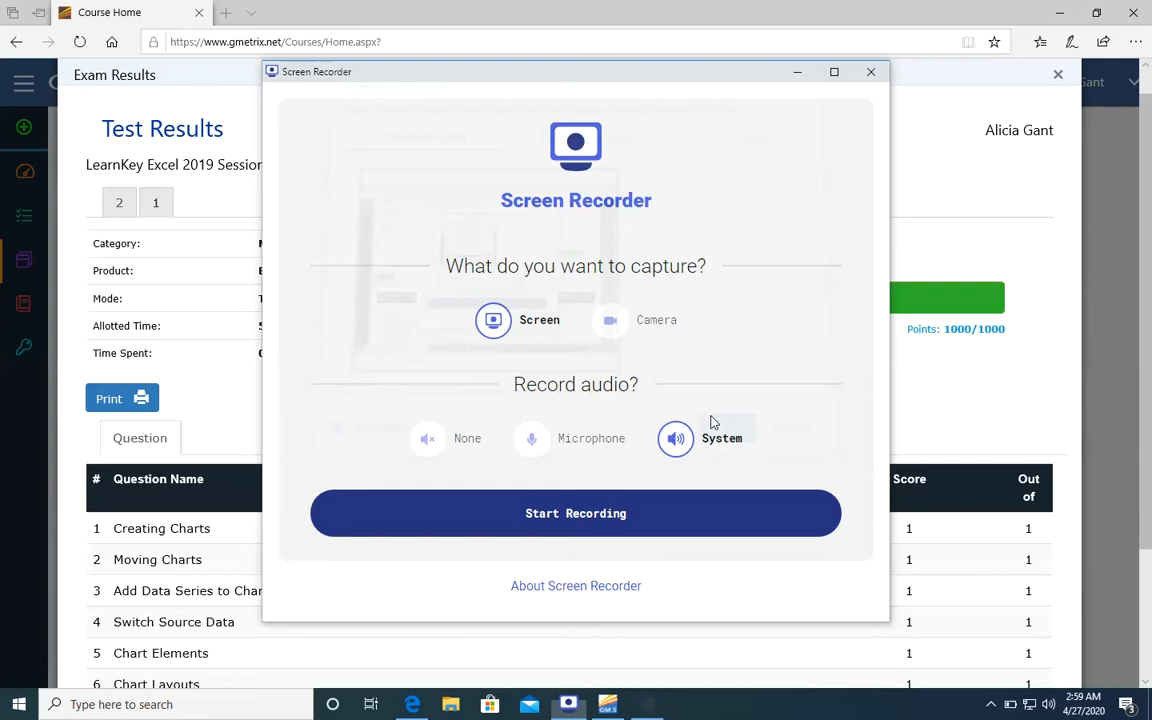 Course Home
https://www.gmetrix.net/Courses/Home.aspx?
Exam Results
Screen Recorder
Gant
Test Results
Alicia Gant
LearnKey Excel 2019 Session
2 1
Category:
Product:
Mode:
Allotted Time:
Time Spent:
Points: 1000/1000
Print
Question
# Question Name Score Out of
1 Creating Charts 1 1
2 Moving Charts 1 1
3 Add Data Series to Char 1 1
4 Switch Source Data 1 1
5 Chart Elements 1 1
6 Chart Layouts 1 1
Screen Recorder
What do you want to capture?
Screen Camera
Record audio?
None Microphone System
Start Recording
About Screen Recorder
Type here to search
GM.S
2:59 AM
4/27/2020
3